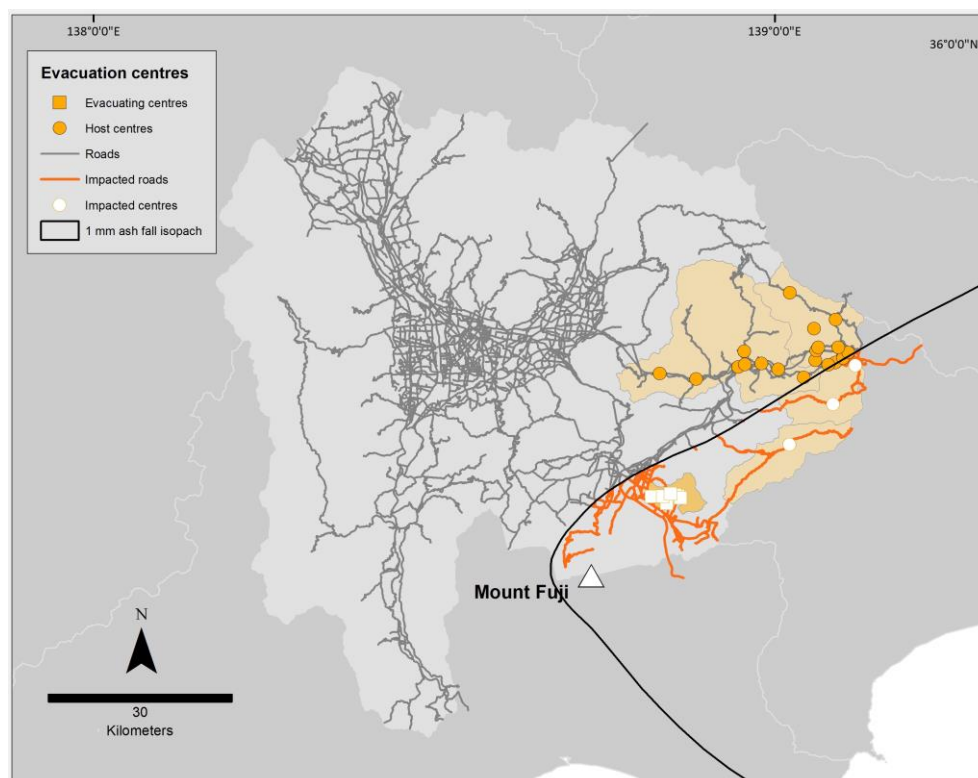 138°0'0"E
139°0'0"E
36°0'0"N
Evacuation centres
Evacuating centres
Host centres
Roads
Impacted roads
Impacted centres
1 mm ash fall isopach
Mount Fuji
N
30
Kilometers